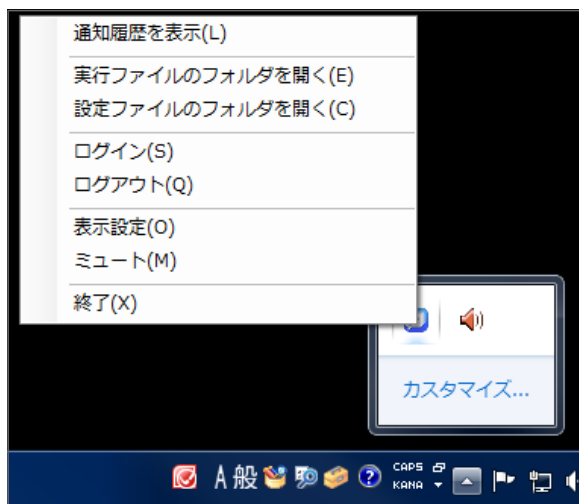 通知履歴を表示(L)
実行ファイルのフォルダを開く(E)
設定ファイルのフォルダを開く(C)
ログイン(S)
ログアウト(Q)
表示設定(O)
ミュート(M)
終了(X)
カスタマイズ...
A 般
CAPS
KANA